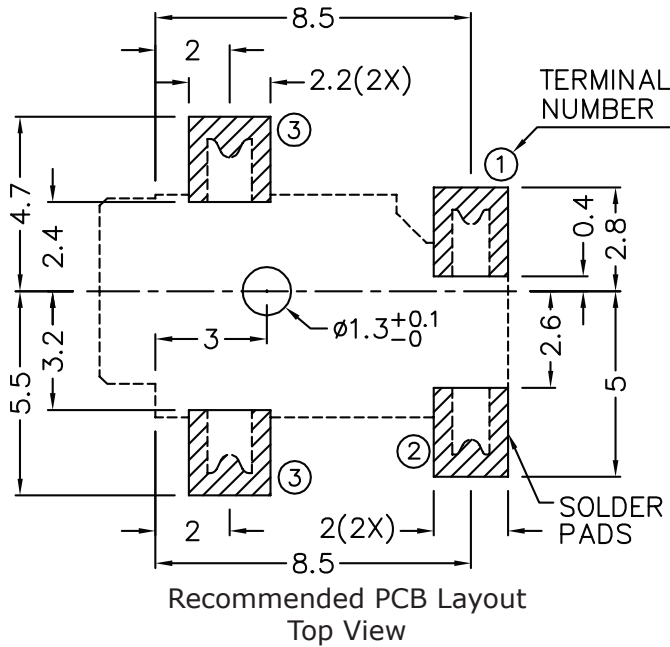 8.5
2
2.2(2X)
TERMINAL
NUMBER
3
1
4.7
2.4
0.4
2.8
3
ø1.3+0.1
-0
3.2
5.5
2.6
5
2
3
2
2(2X)
SOLDER
PADS
8.5
Recommended PCB Layout
Top View